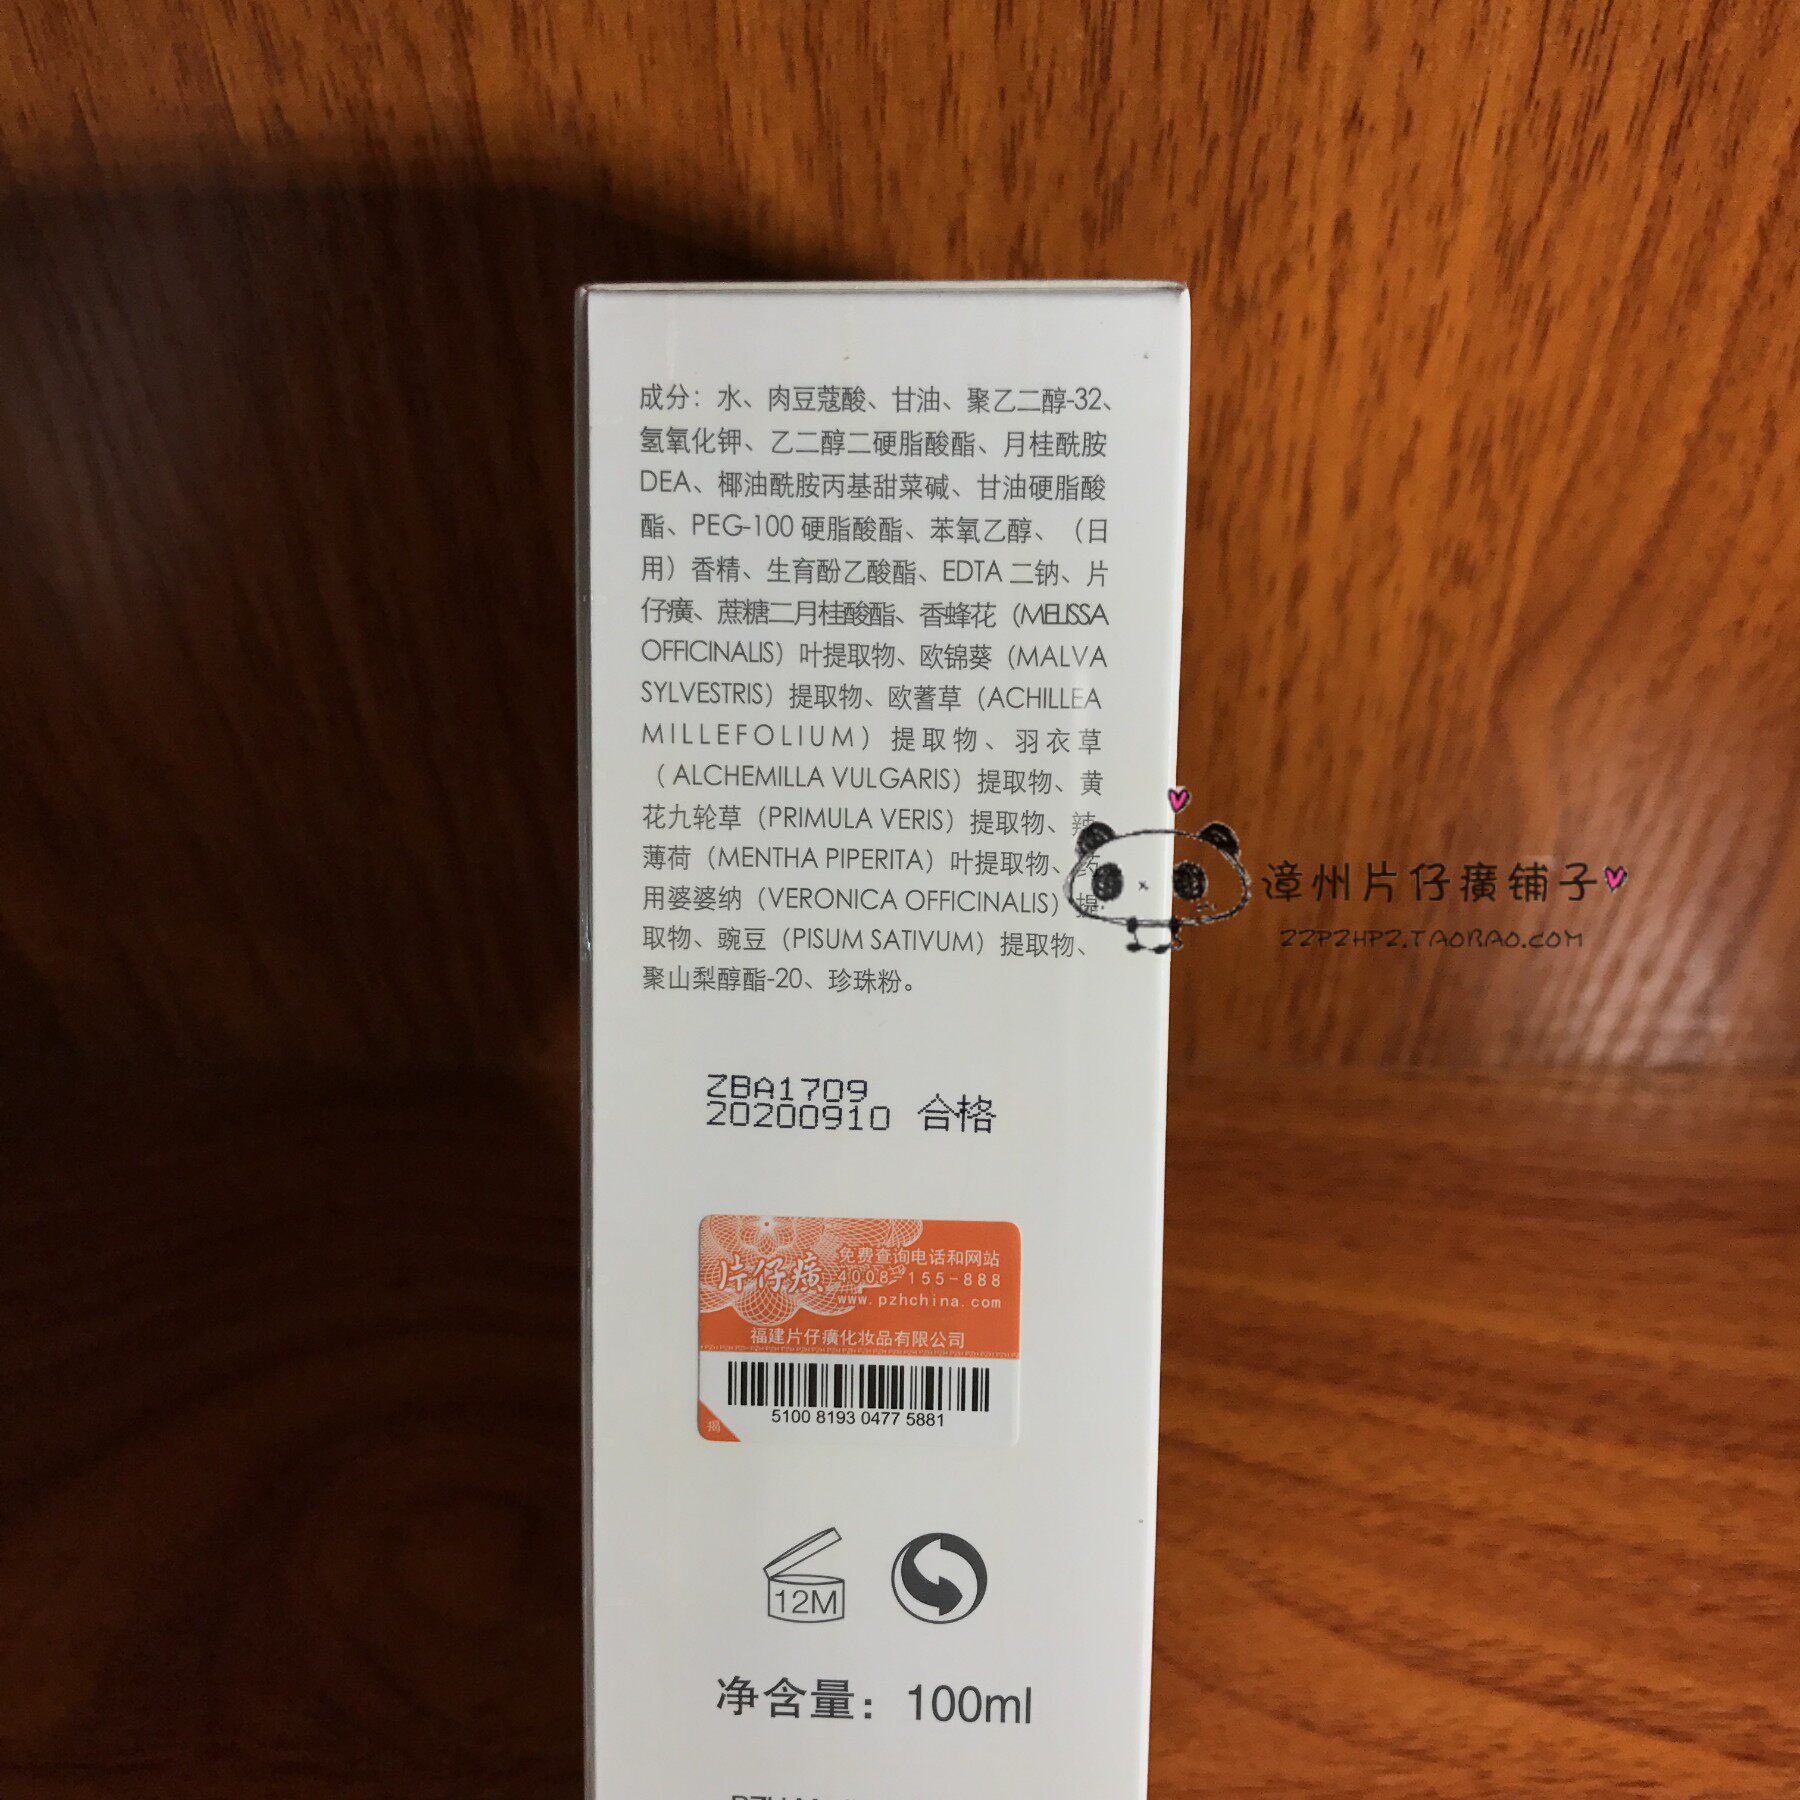 成分：水、肉豆蔻酸、甘油、聚乙二醇-32、
氢氧化钾、乙二醇二硬脂酸酯、月桂酰胺
DEA、椰油酰胺丙基甜菜碱、甘油硬脂酸
酯、PEG-100 硬脂酸酯、苯氧乙醇、（日
用）香精、生育酚乙酸酯、EDTA 二钠、片
仔癀、蔗糖二月桂酸酯、香蜂花（MELISSA
OFFICINALIS）叶提取物、欧锦葵（MALVA
SYLVESTRIS）提取物、欧蓍草（ACHILLEA
MILLEFOLIUM）提取物、羽衣草
（ALCHEMILLA VULGARIS）提取物、黄
花九轮草（PRIMULA VERIS）提取物、辣
薄荷（MENTHA PIPERITA）叶提取物、药
用婆婆纳（VERONICA OFFICINALIS）提
取物、豌豆（PISUM SATIVUM）提取物、
聚山梨醇酯-20、珍珠粉。
漳州片仔癀铺子
ZZPZHPZ.TAOBAO.COM
ZBA1709
20200910 合格
片仔癀
免费查询电话和网站
4008-155-888
www.pzhchina.com
福建片仔癀化妆品有限公司
5100 8193 0477 5881
揭
12M
净含量：100ml